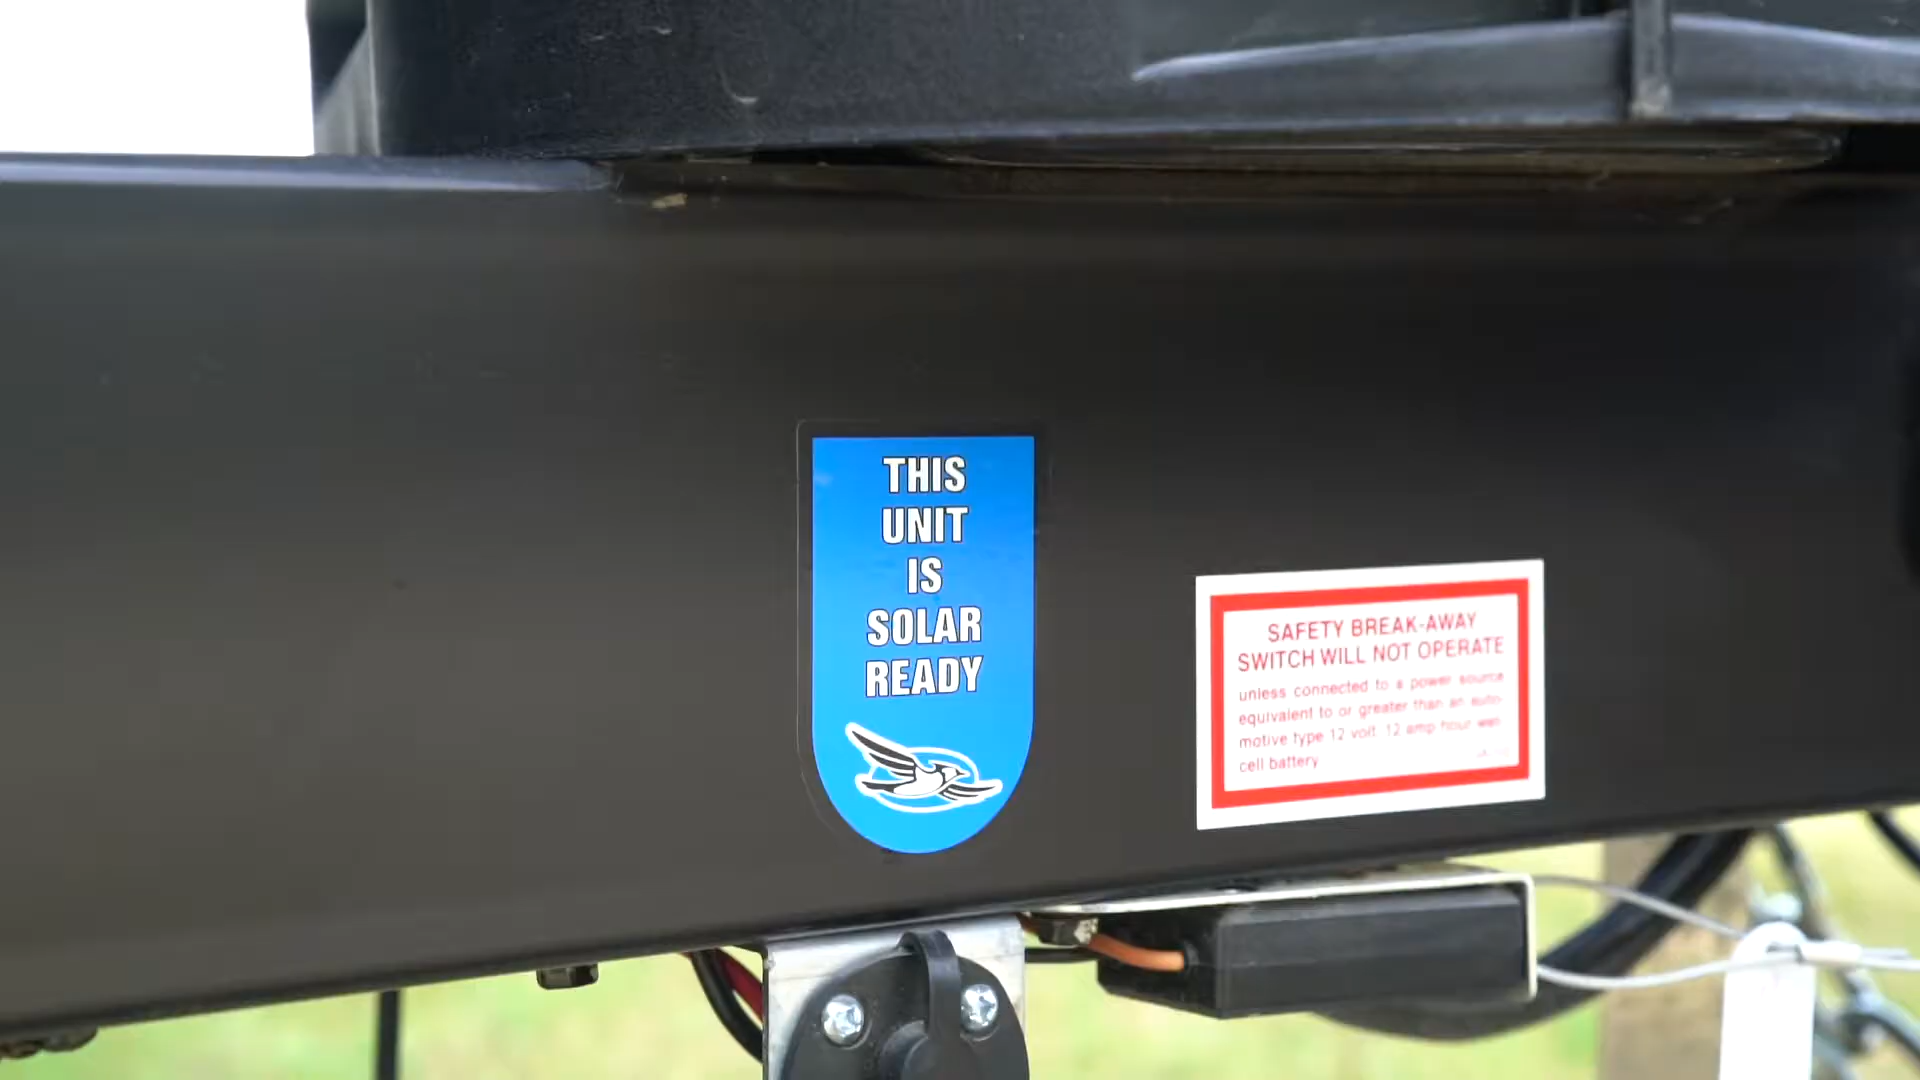 THIS
UNIT
IS
SOLAR
READY
SAFETY BREAK-AWAY
SWITCH WILL NOT OPERATE
unless connected to a power source
equivalent to or greater than an auto-
motive type 12 volt 12 amp hour wet
cell battery